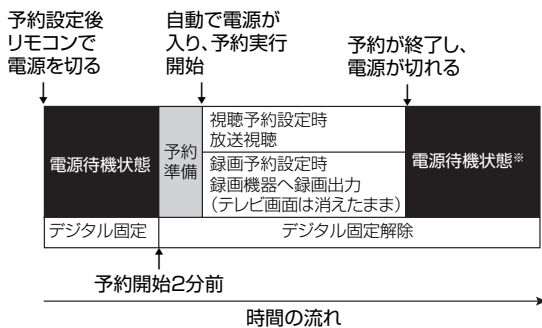 予約設定後
リモコンで
電源を切る
自動で電源が
入り、予約実行
開始
予約が終了し、
電源が切れる
電源待機状態
予約
準備
視聴予約設定時
放送視聴
録画予約設定時
録画機器へ録画出力
(テレビ画面は消えたまま)
電源待機状態※
デジタル固定
デジタル固定解除
予約開始2分前
時間の流れ